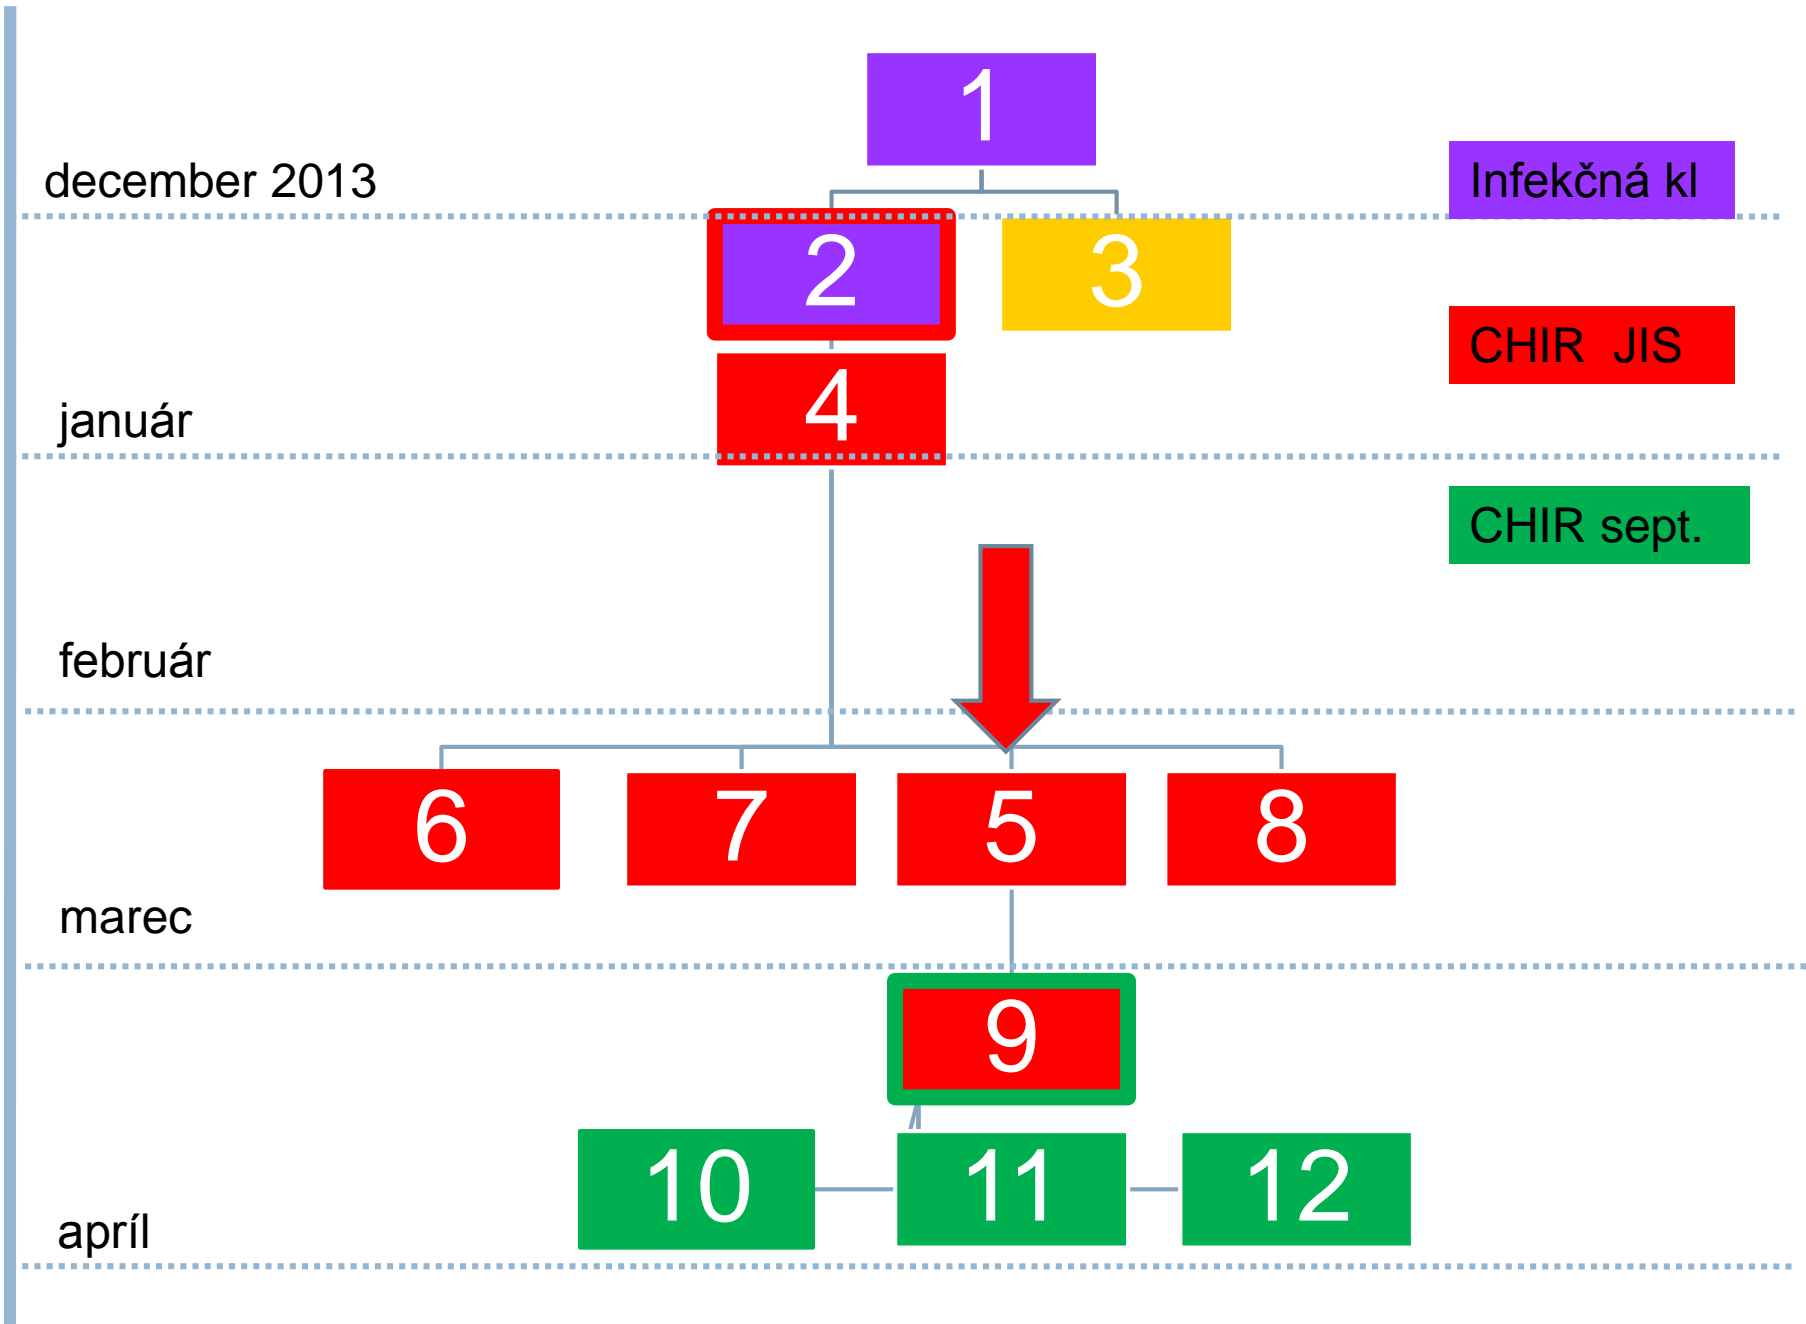 1
december 2013
Infekčná kl
2
3
CHIR JIS
4
január
CHIR sept.
február
6
7
5
8
marec
9
10
11
12
apríl